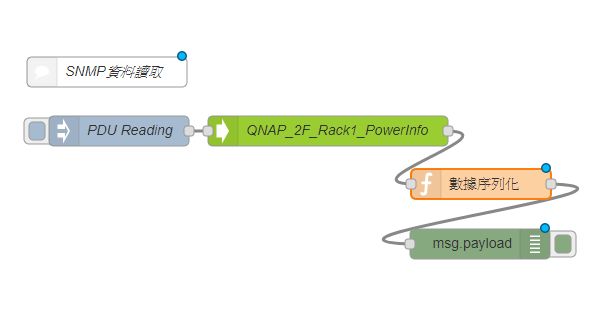 SNMP資料讀取
PDU Reading
QNAP_2F_Rack1_PowerInfo
數據序列化
msg.payload